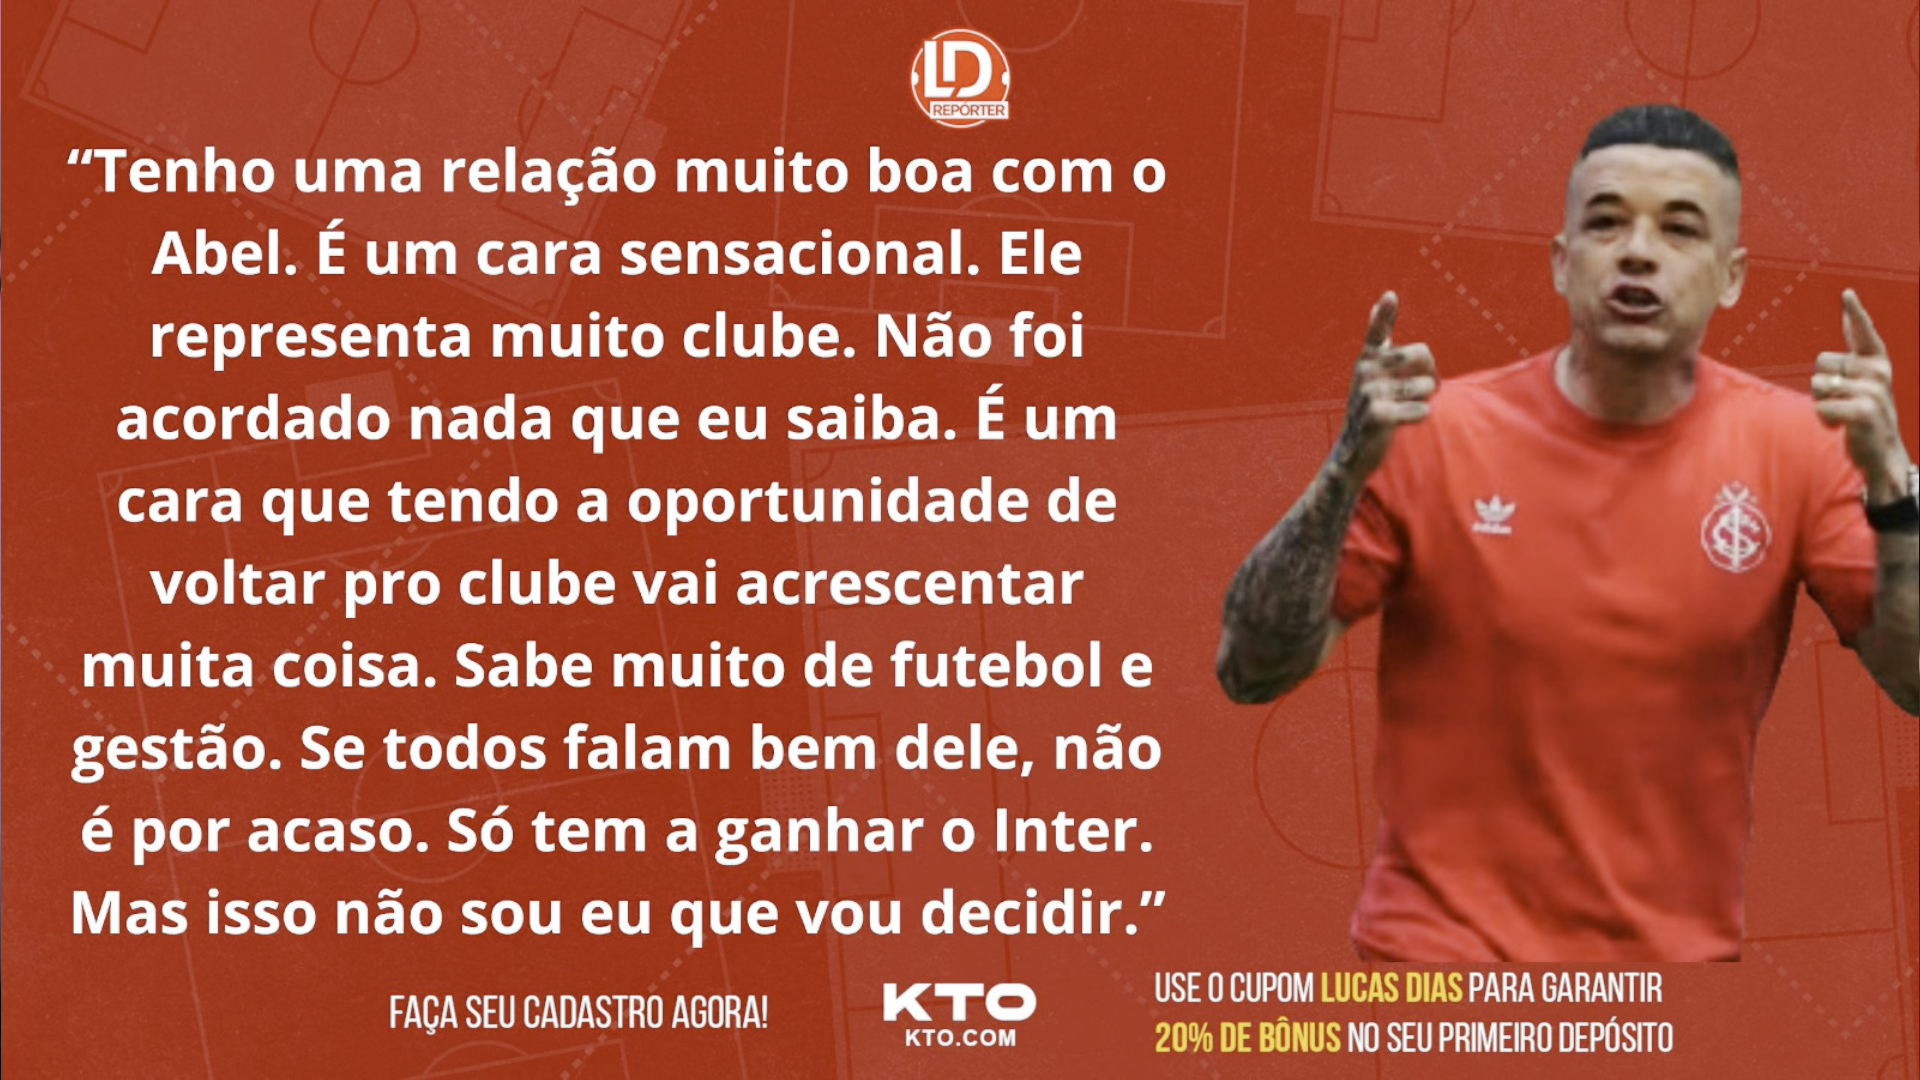 LD
REPÓRTER
“Tenho uma relação muito boa com o
Abel. É um cara sensacional. Ele
representa muito clube. Não foi
acordado nada que eu saiba. É um
cara que tendo a oportunidade de
voltar pro clube vai acrescentar
muita coisa. Sabe muito de futebol e
gestão. Se todos falam bem dele, não
é por acaso. Só tem a ganhar o Inter.
Mas isso não sou eu que vou decidir.”
adidas
FAÇA SEU CADASTRO AGORA!
KTO
KTO.COM
USE O CUPOM LUCAS DIAS PARA GARANTIR
20% DE BÔNUS NO SEU PRIMEIRO DEPÓSITO